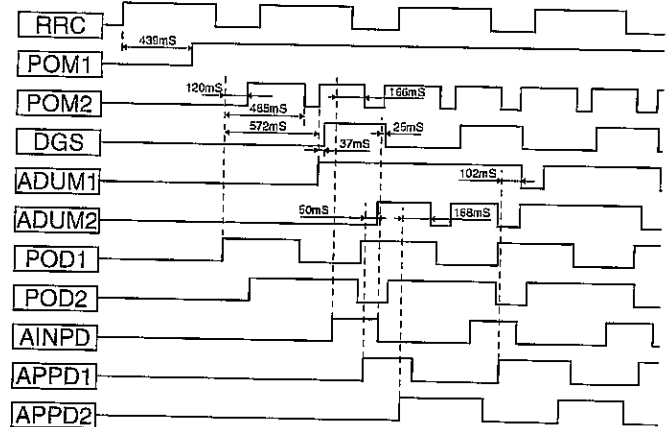 RRC
439mS
POM1
120mS
166mS
POM2
485mS
572mS
25mS
DGS
37mS
ADUM1
102mS
50mS
168mS
ADUM2
POD1
POD2
AINPD
APPD1
APPD2